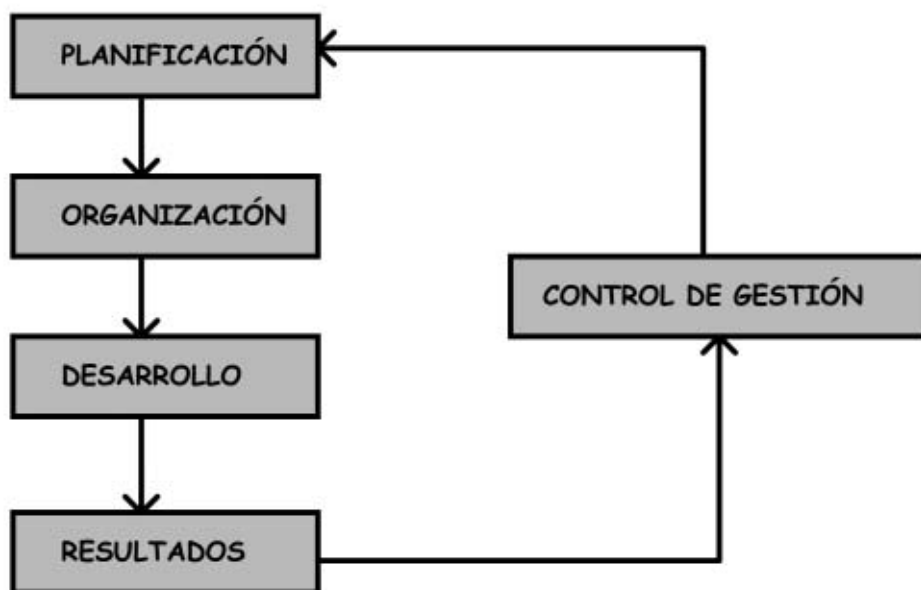 PLANIFICACIÓN
ORGANIZACIÓN
CONTROL DE GESTIÓN
DESARROLLO
RESULTADOS